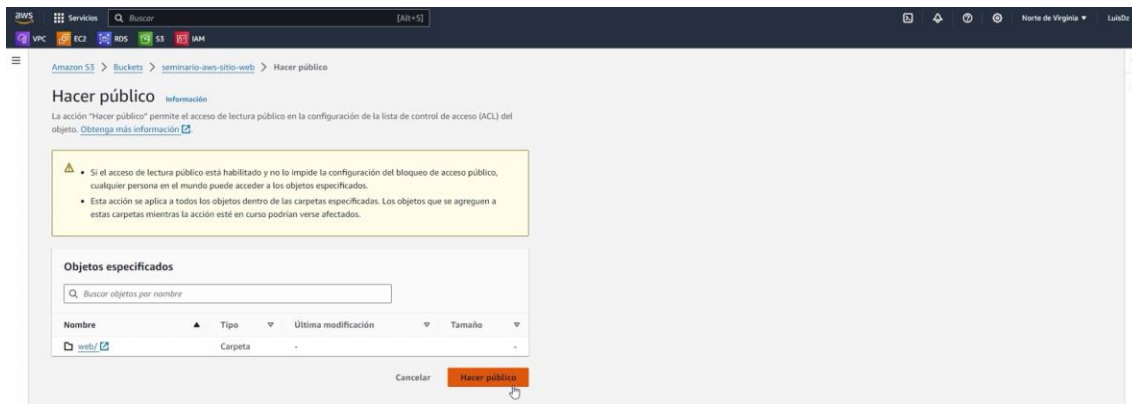 aws
Servicios
Buscar
[Alt+S]
Norte de Virginia
LuisDz
VPC EC2 RDS S3 IAM
Amazon S3 > Buckets > seminario-aws-sitio-web > Hacer público
Hacer público Información
La acción "Hacer público" permite el acceso de lectura público en la configuración de la lista de control de acceso (ACL) del
objeto. Obtenga más información
• Si el acceso de lectura público está habilitado y no lo impide la configuración del bloqueo de acceso público,
cualquier persona en el mundo puede acceder a los objetos especificados.
• Esta acción se aplica a todos los objetos dentro de las carpetas especificadas. Los objetos que se agreguen a
estas carpetas mientras la acción esté en curso podrían verse afectados.
Objetos especificados
Buscar objetos por nombre
Nombre Tipo Última modificación Tamaño
web/ Carpeta - -
Cancelar Hacer público